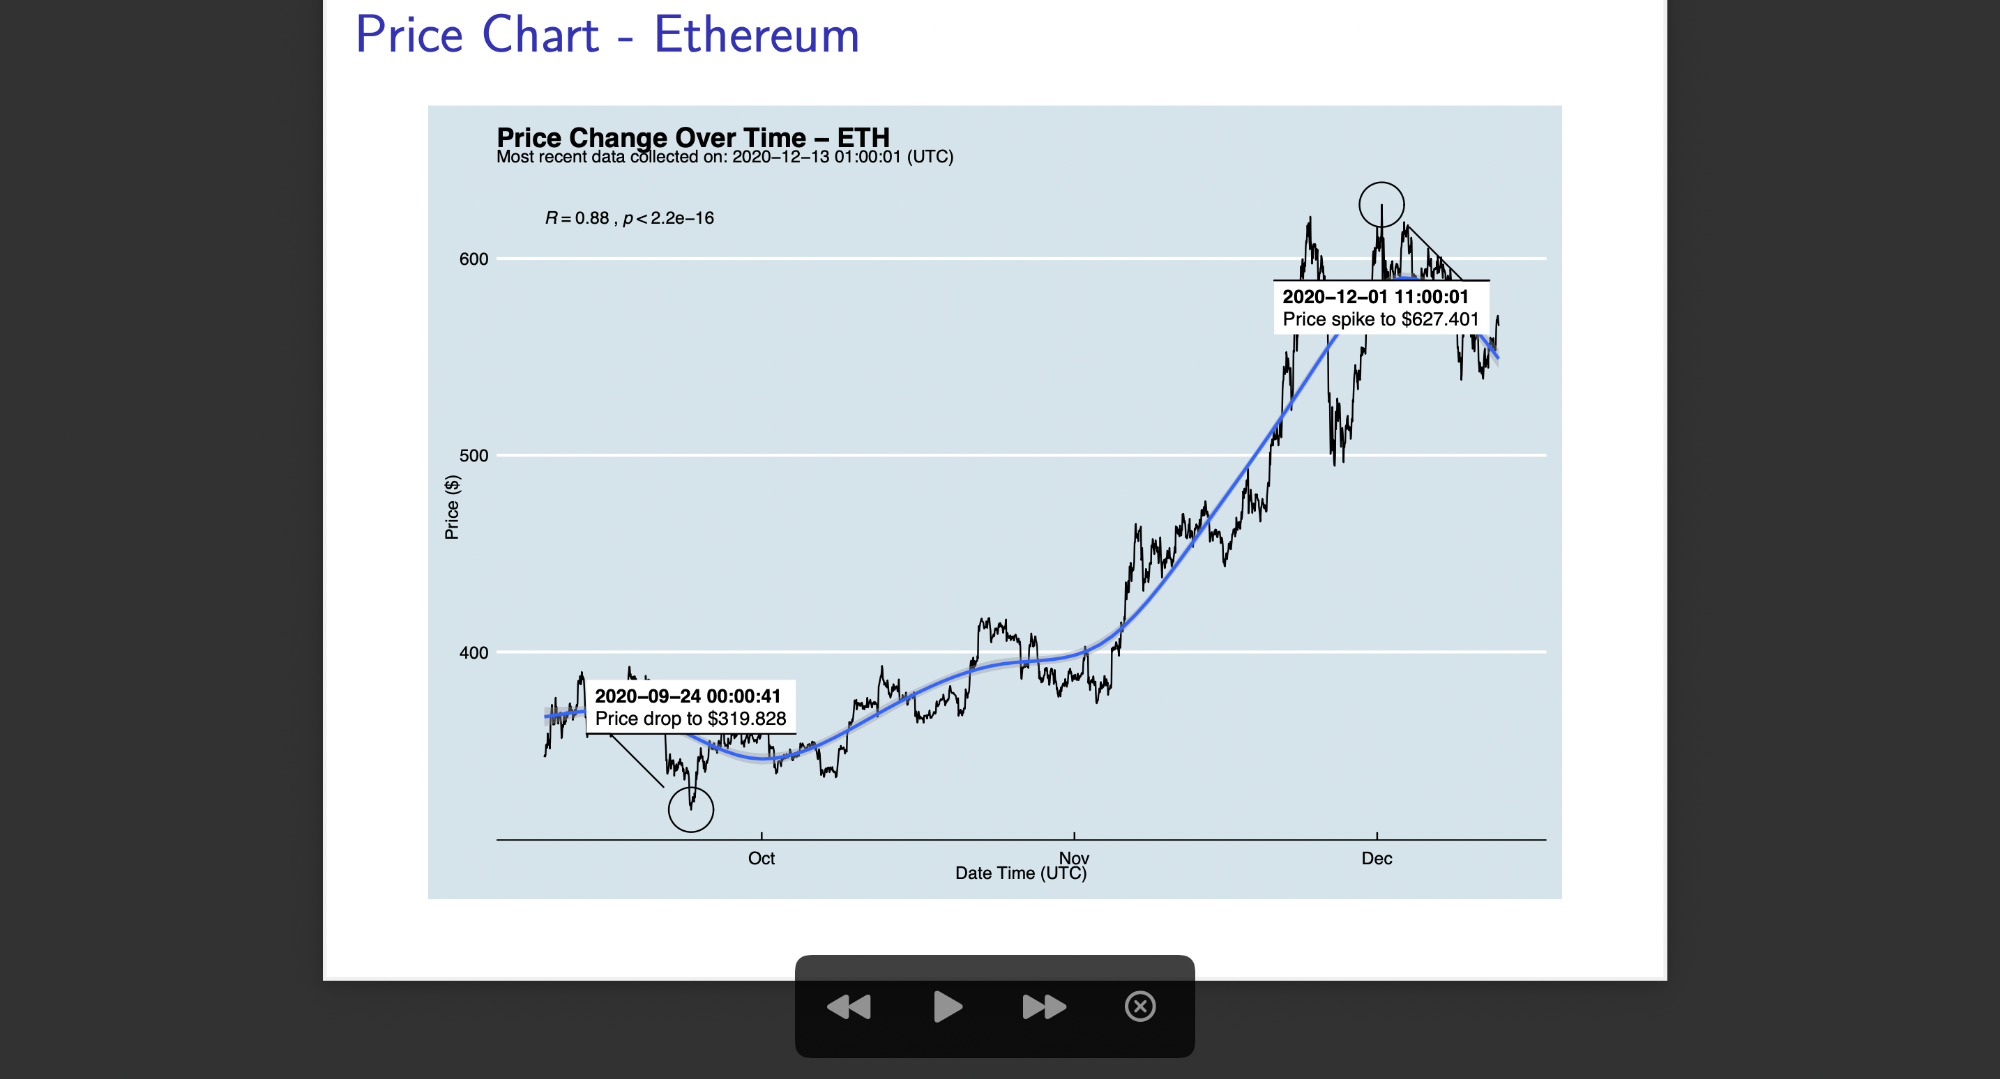 Price Chart - Ethereum
Price Change Over Time – ETH
Most recent data collected on: 2020–12–13 01:00:01 (UTC)
R = 0.88 , p < 2.2e–16
600
2020–12–01 11:00:01
Price spike to $627.401
500
Price ($)
400
2020–09–24 00:00:41
Price drop to $319.828
Oct
Nov
Dec
Date Time (UTC)